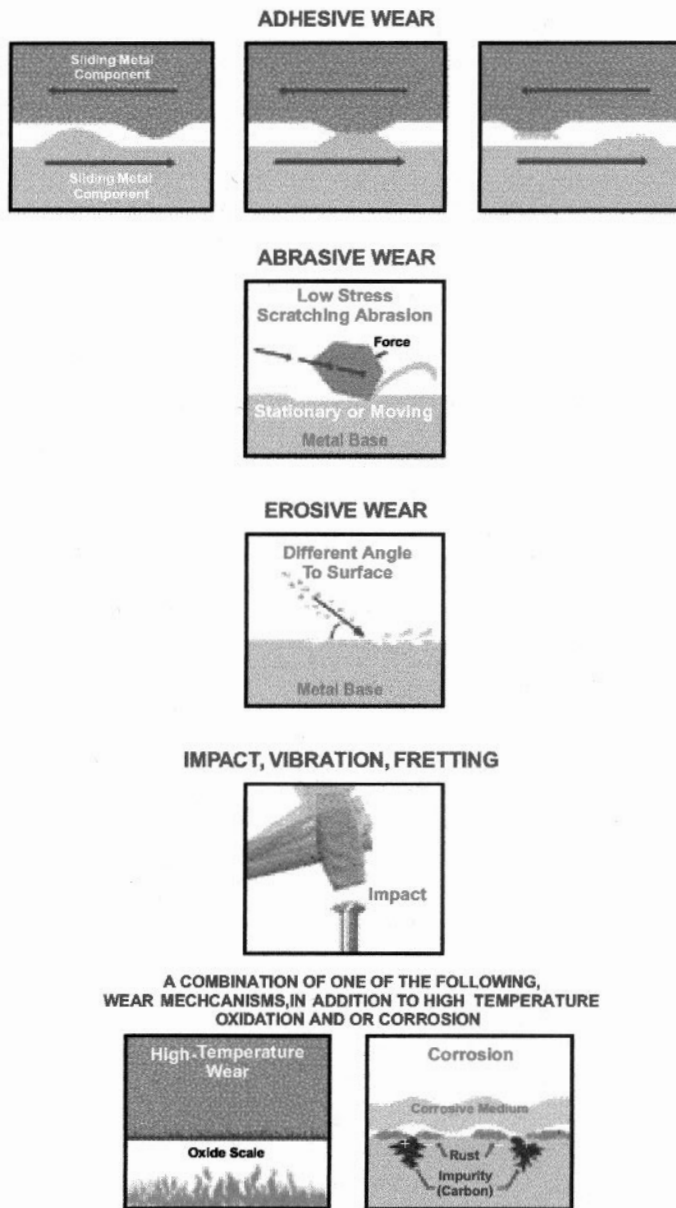 ADHESIVE WEAR
Sliding Metal
Component
Sliding Metal
Component
ABRASIVE WEAR
Low Stress
Scratching Abrasion
Force
Stationary or Moving
Metal Base
EROSIVE WEAR
Different Angle
To Surface
Metal Base
IMPACT, VIBRATION, FRETTING
Impact
A COMBINATION OF ONE OF THE FOLLOWING,
WEAR MECHCANISMS,IN ADDITION TO HIGH TEMPERATURE
OXIDATION AND OR CORROSION
High-Temperature
Wear
Oxide Scale
Corrosion
Corrosive Medium
Rust
Impurity
(Carbon)